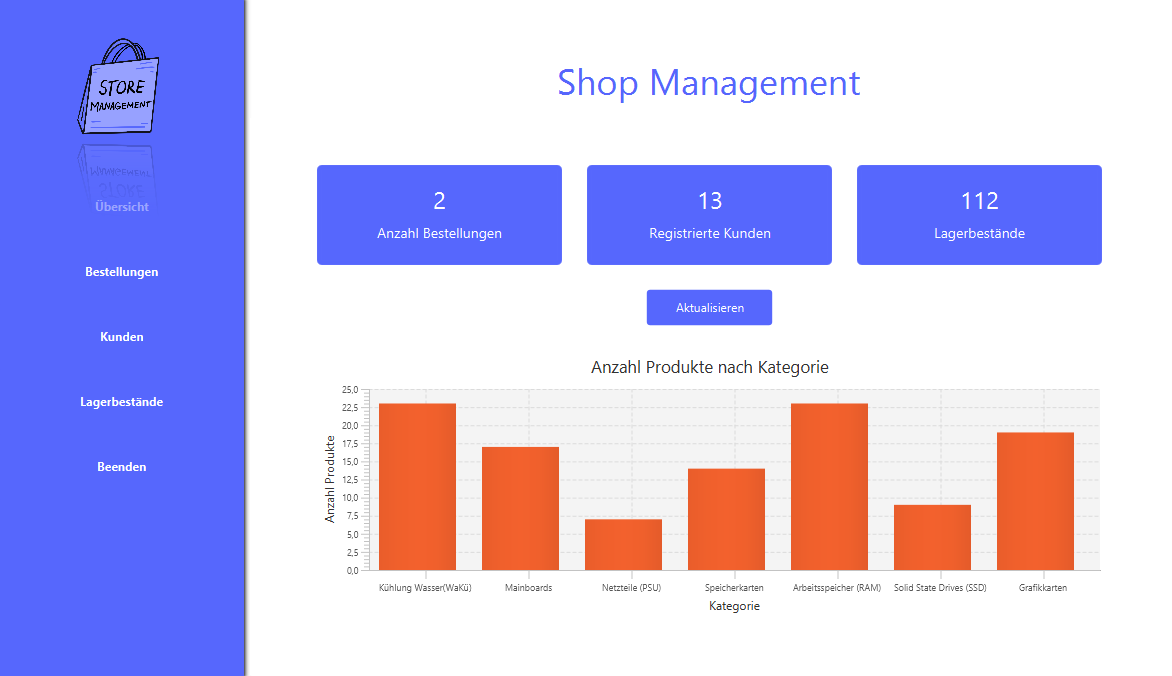 STORE
MANAGEMENT
Übersicht
Bestellungen
Kunden
Lagerbestände
Beenden
Shop Management
2
Anzahl Bestellungen
13
Registrierte Kunden
112
Lagerbestände
Aktualisieren
Anzahl Produkte nach Kategorie
Anzahl Produkte
25,0
22,5
20,0
17,5
15,0
12,5
10,0
7,5
5,0
2,5
0,0
Kühlung Wasser(WaKü)
Mainboards
Netzteile (PSU)
Speicherkarten
Arbeitsspeicher (RAM)
Solid State Drives (SSD)
Grafikkarten
Kategorie